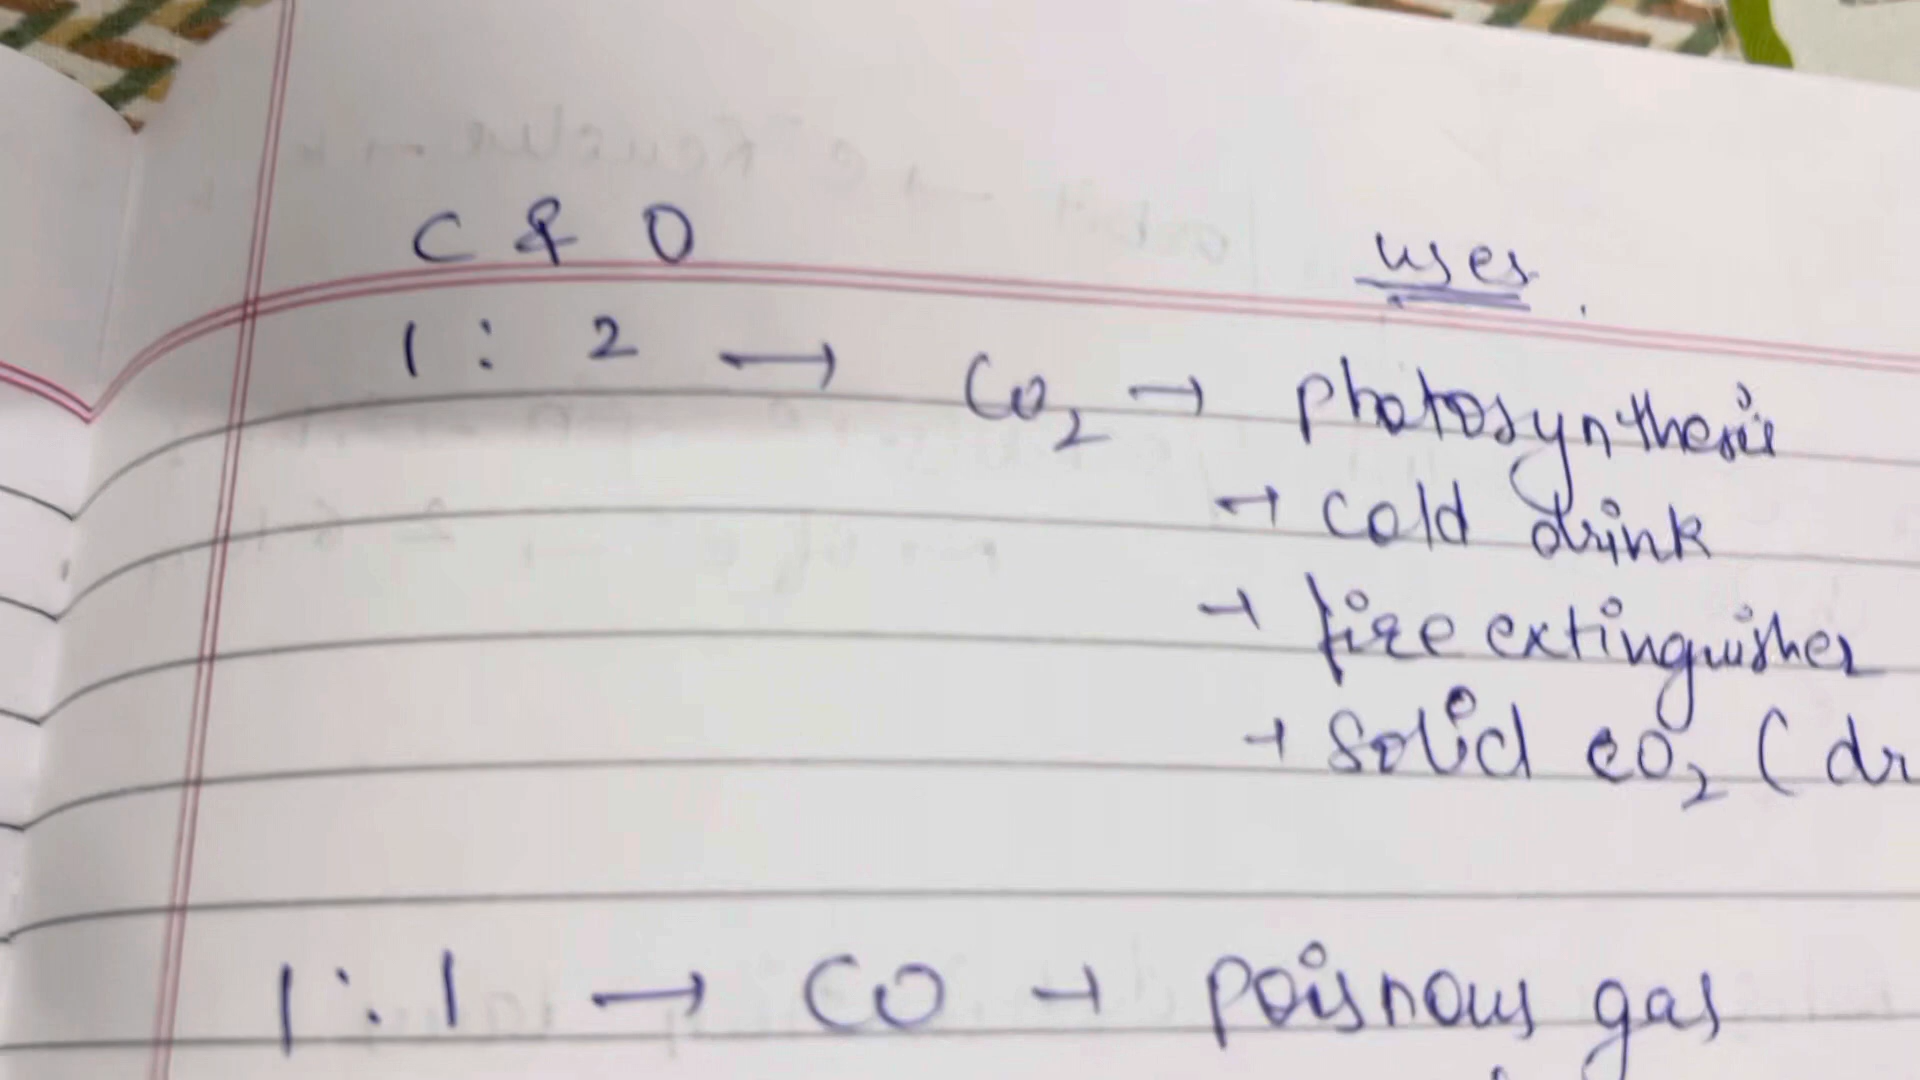 C & O
uses
1 : 2 → CO2 → photosynthesis
→ cold drink
→ fire extinguisher
→ solid CO2 (
1 : 1 → CO → poisnous gas